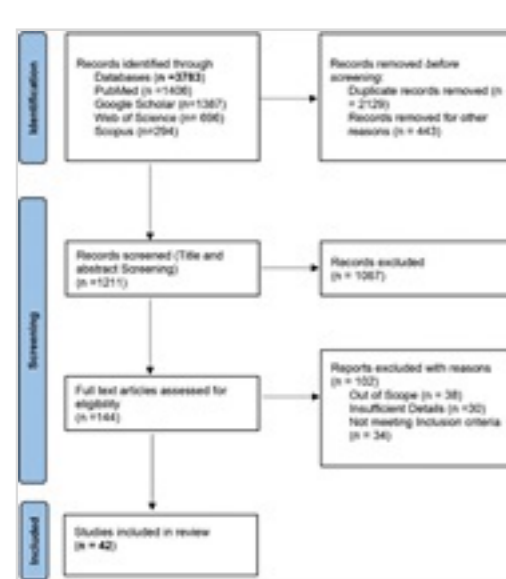 Identification
Records identified through
Databases (n =3783)
PubMed (n =1406)
Google Scholar (n=1387)
Web of Science (n= 696)
Scopus (n=294)
Records removed before
screening:
Duplicate records removed (n
= 2129)
Records removed for other
reasons (n = 443)
Screening
Records screened (Title and
abstract Screening)
(n =1211)
Records excluded
(n = 1067)
Full text articles assessed for
eligibility
(n =144)
Reports excluded with reasons
(n = 102)
Out of Scope (n = 38)
Insufficient Details (n =30)
Not meeting Inclusion criteria
(n = 34)
Included
Studies included in review
(n = 42)